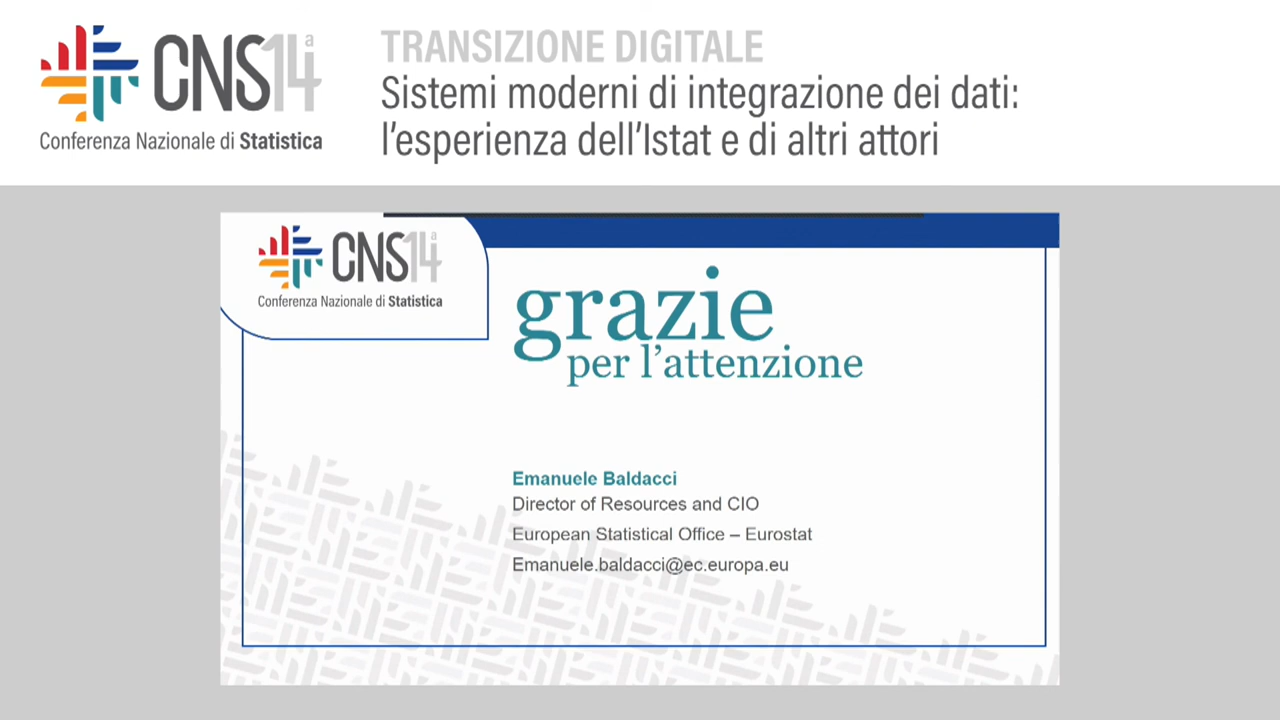 CNS14a
Conferenza Nazionale di Statistica
TRANSIZIONE DIGITALE
Sistemi moderni di integrazione dei dati:
l'esperienza dell'Istat e di altri attori
CNS14a
Conferenza Nazionale di Statistica
grazie
per l'attenzione
Emanuele Baldacci
Director of Resources and CIO
European Statistical Office – Eurostat
Emanuele.baldacci@ec.europa.eu